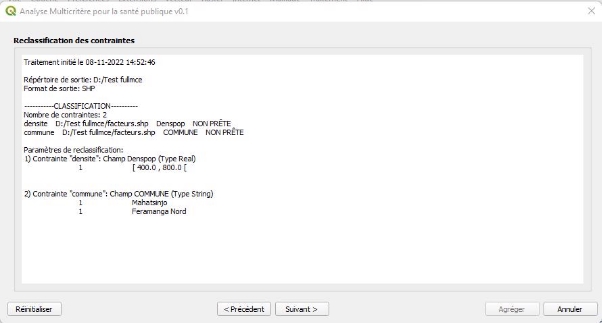 Analyse Multicritère pour la santé publique v0.1
Reclassification des contraintes
Traitement initié le 08-11-2022 14:52:46
Répertoire de sortie: D:/Test fullmce
Format de sortie: SHP
-----------CLASSIFICATION----------
Nombre de contraintes: 2
densite D:/Test fullmce/facteurs.shp Denspop NON PRÊTE
commune D:/Test fullmce/facteurs.shp COMMUNE NON PRÊTE
Paramètres de reclassification:
1) Contrainte "densite": Champ Denspop (Type Real)
1 [ 400.0 , 800.0 [
2) Contrainte "commune": Champ COMMUNE (Type String)
1 Mahatsinjo
1 Feramanga Nord
Réinitialiser < Précédent Suivant > Agréger Annuler